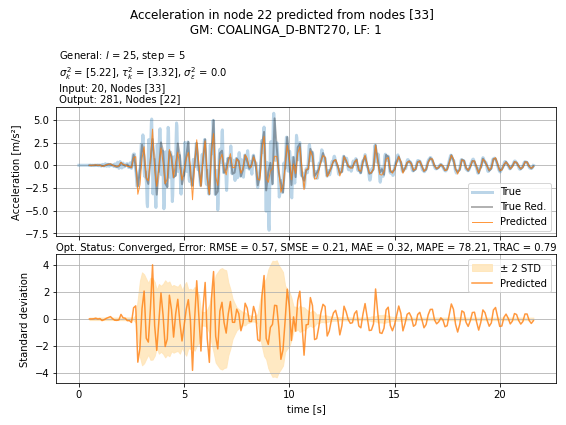 Acceleration in node 22 predicted from nodes [33]
GM: COALINGA_D-BNT270, LF: 1
General: l = 25, step = 5
σ²ₖ = [5.22], τ²ₖ = [3.32], σ²ε = 0.0
Input: 20, Nodes [33]
Output: 281, Nodes [22]
Acceleration [m/s²]
5.0
2.5
0.0
−2.5
−5.0
−7.5
True
True Red.
Predicted
Opt. Status: Converged, Error: RMSE = 0.57, SMSE = 0.21, MAE = 0.32, MAPE = 78.21, TRAC = 0.79
Standard deviation
4
2
0
−2
−4
± 2 STD
Predicted
0
5
10
15
20
time [s]